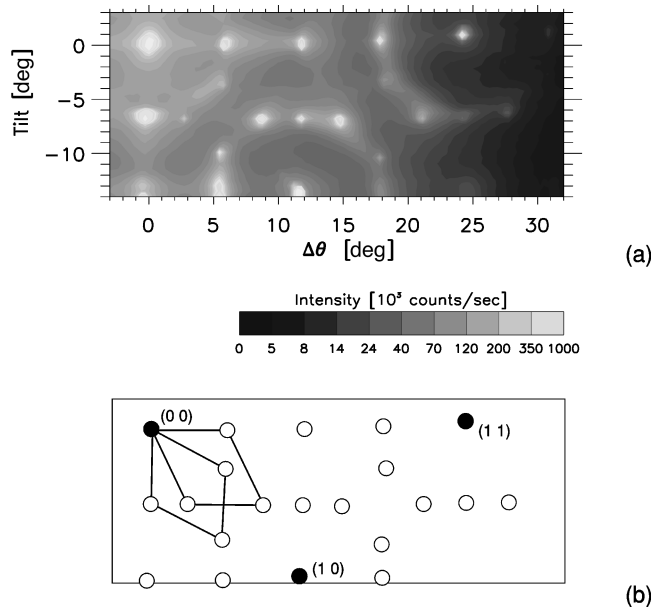 0
−5
−10
Tilt [deg]
0 5 10 15 20 25 30
Δθ [deg]
(a)
Intensity [10³ counts/sec]
0 5 8 14 24 40 70 120 200 350 1000
(0 0)
(1 1)
(1 0)
(b)